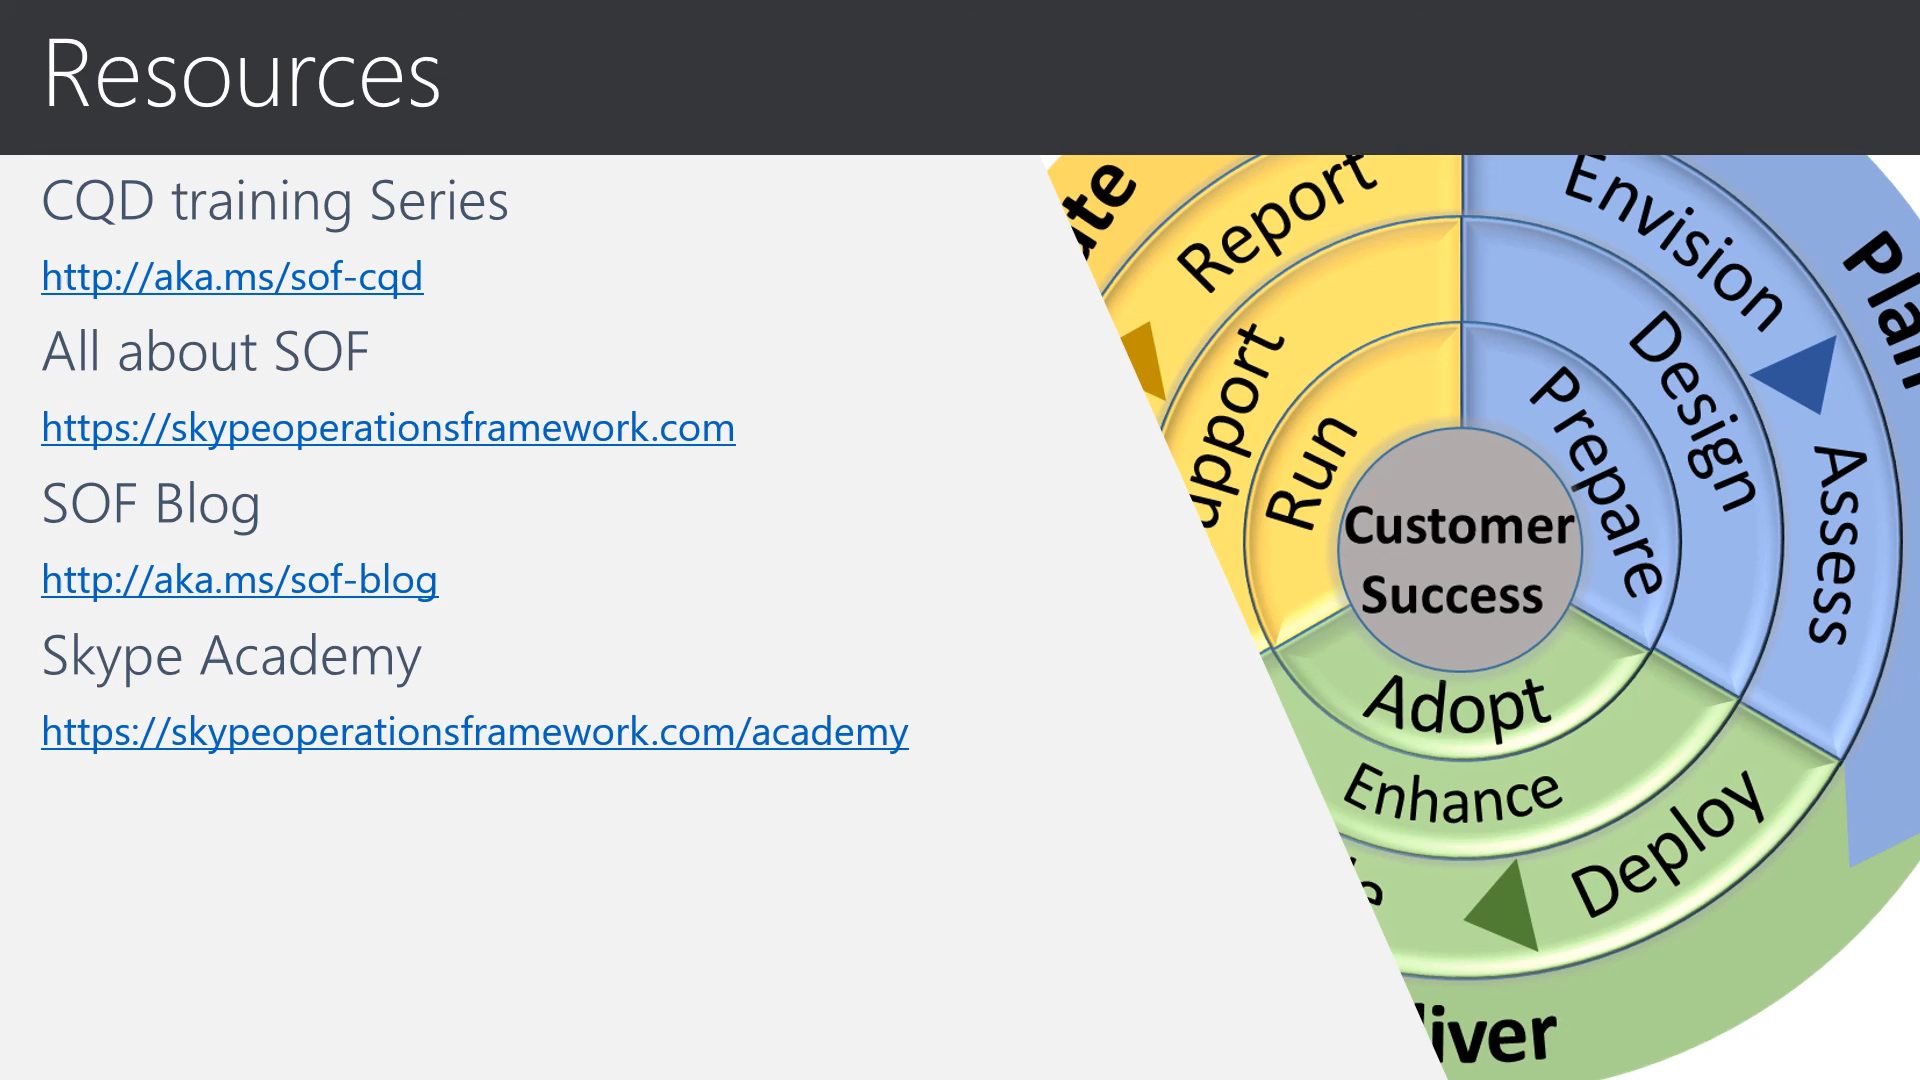 Resources
CQD training Series
http://aka.ms/sof-cqd
All about SOF
https://skypeoperationsframework.com
SOF Blog
http://aka.ms/sof-blog
Skype Academy
https://skypeoperationsframework.com/academy
Report
Envision
Plan
Design
Assess
Prepare
Run
Customer
Success
Adopt
Enhance
Deploy